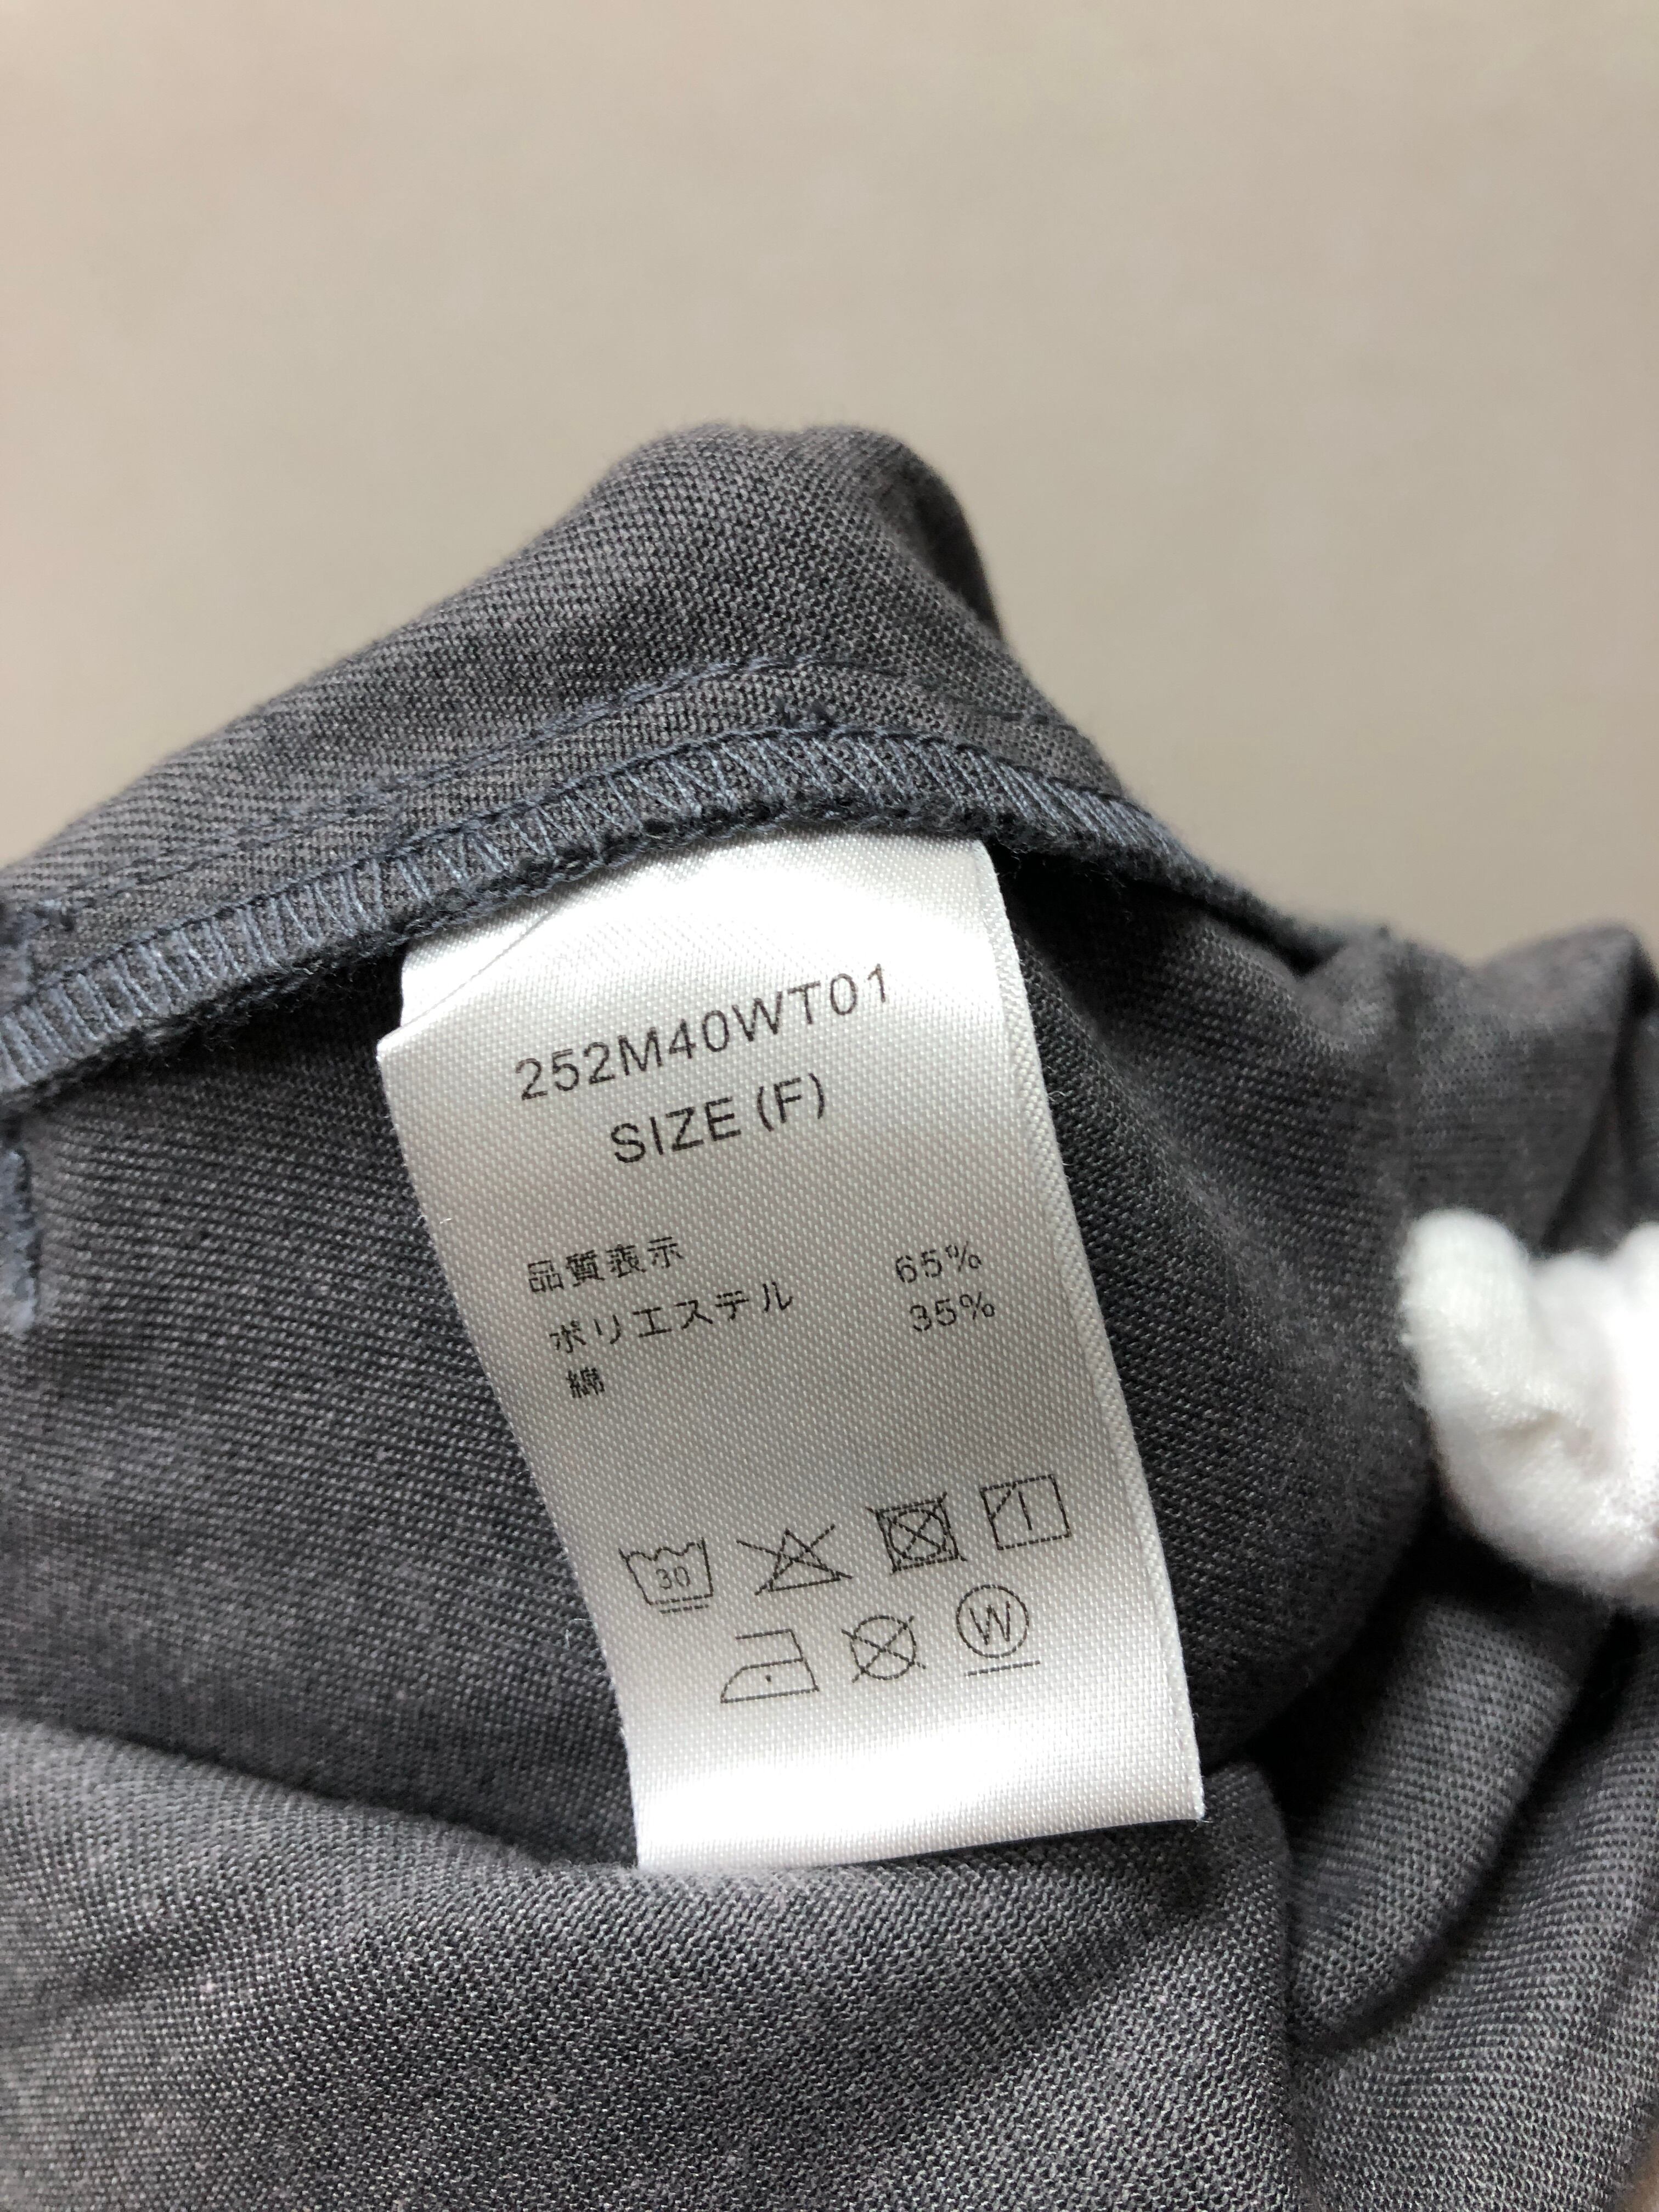 252M40WT01
SIZE (F)
品質表示
ポリエステル 65%
綿 35%
30
W